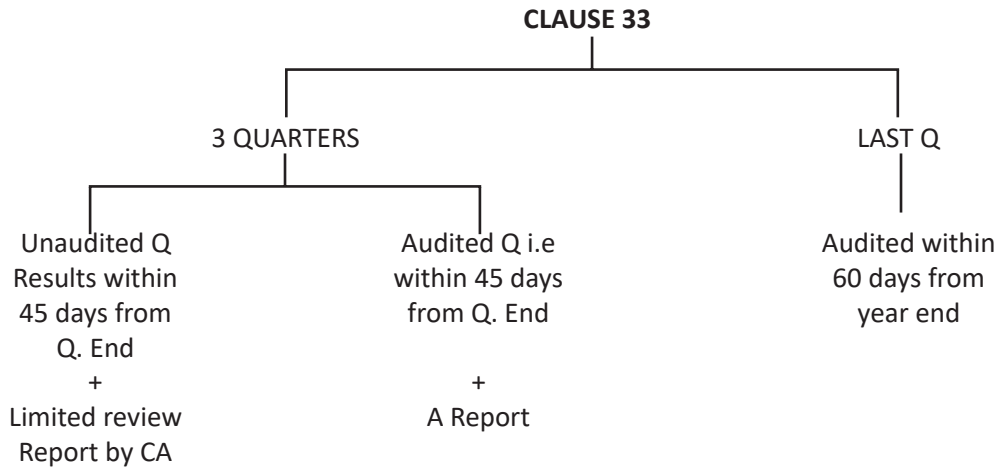 CLAUSE 33
3 QUARTERS
LAST Q
Unaudited Q
Results within
45 days from
Q. End
+
Limited review
Report by CA
Audited Q i.e
within 45 days
from Q. End
+
A Report
Audited within
60 days from
year end